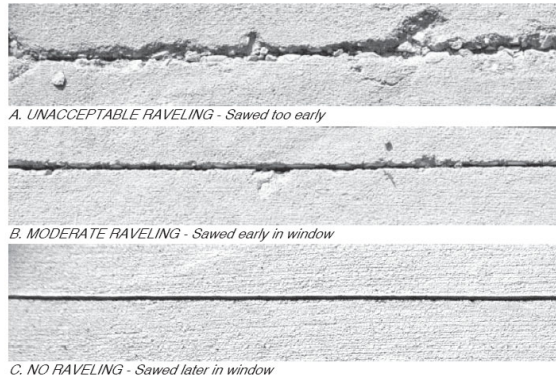 A. UNACCEPTABLE RAVELING - Sawed too early
B. MODERATE RAVELING - Sawed early in window
C. NO RAVELING - Sawed later in window